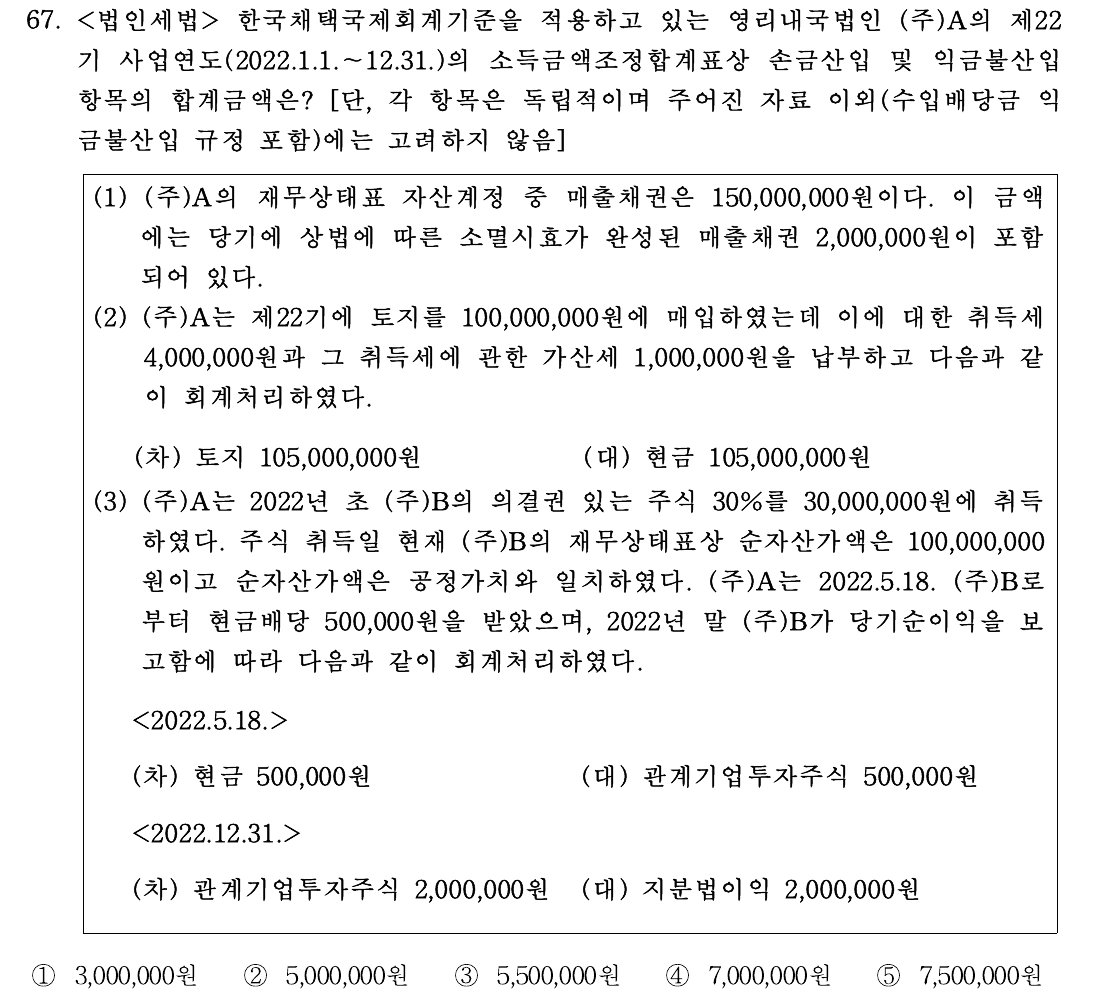 67. <법인세법> 한국채택국제회계기준을 적용하고 있는 영리내국법인 (주)A의 제22
기 사업연도(2022.1.1.~12.31.)의 소득금액조정합계표상 손금산입 및 익금불산입
항목의 합계금액은? [단, 각 항목은 독립적이며 주어진 자료 이외(수입배당금 익
금불산입 규정 포함)에는 고려하지 않음]
(1) (주)A의 재무상태표 자산계정 중 매출채권은 150,000,000원이다. 이 금액
에는 당기에 상법에 따른 소멸시효가 완성된 매출채권 2,000,000원이 포함
되어 있다.
(2) (주)A는 제22기에 토지를 100,000,000원에 매입하였는데 이에 대한 취득세
4,000,000원과 그 취득세에 관한 가산세 1,000,000원을 납부하고 다음과 같
이 회계처리하였다.
(차) 토지 105,000,000원 (대) 현금 105,000,000원
(3) (주)A는 2022년 초 (주)B의 의결권 있는 주식 30%를 30,000,000원에 취득
하였다. 주식 취득일 현재 (주)B의 재무상태표상 순자산가액은 100,000,000
원이고 순자산가액은 공정가치와 일치하였다. (주)A는 2022.5.18. (주)B로
부터 현금배당 500,000원을 받았으며, 2022년 말 (주)B가 당기순이익을 보
고함에 따라 다음과 같이 회계처리하였다.
<2022.5.18.>
(차) 현금 500,000원 (대) 관계기업투자주식 500,000원
<2022.12.31.>
(차) 관계기업투자주식 2,000,000원 (대) 지분법이익 2,000,000원
① 3,000,000원 ② 5,000,000원 ③ 5,500,000원 ④ 7,000,000원 ⑤ 7,500,000원